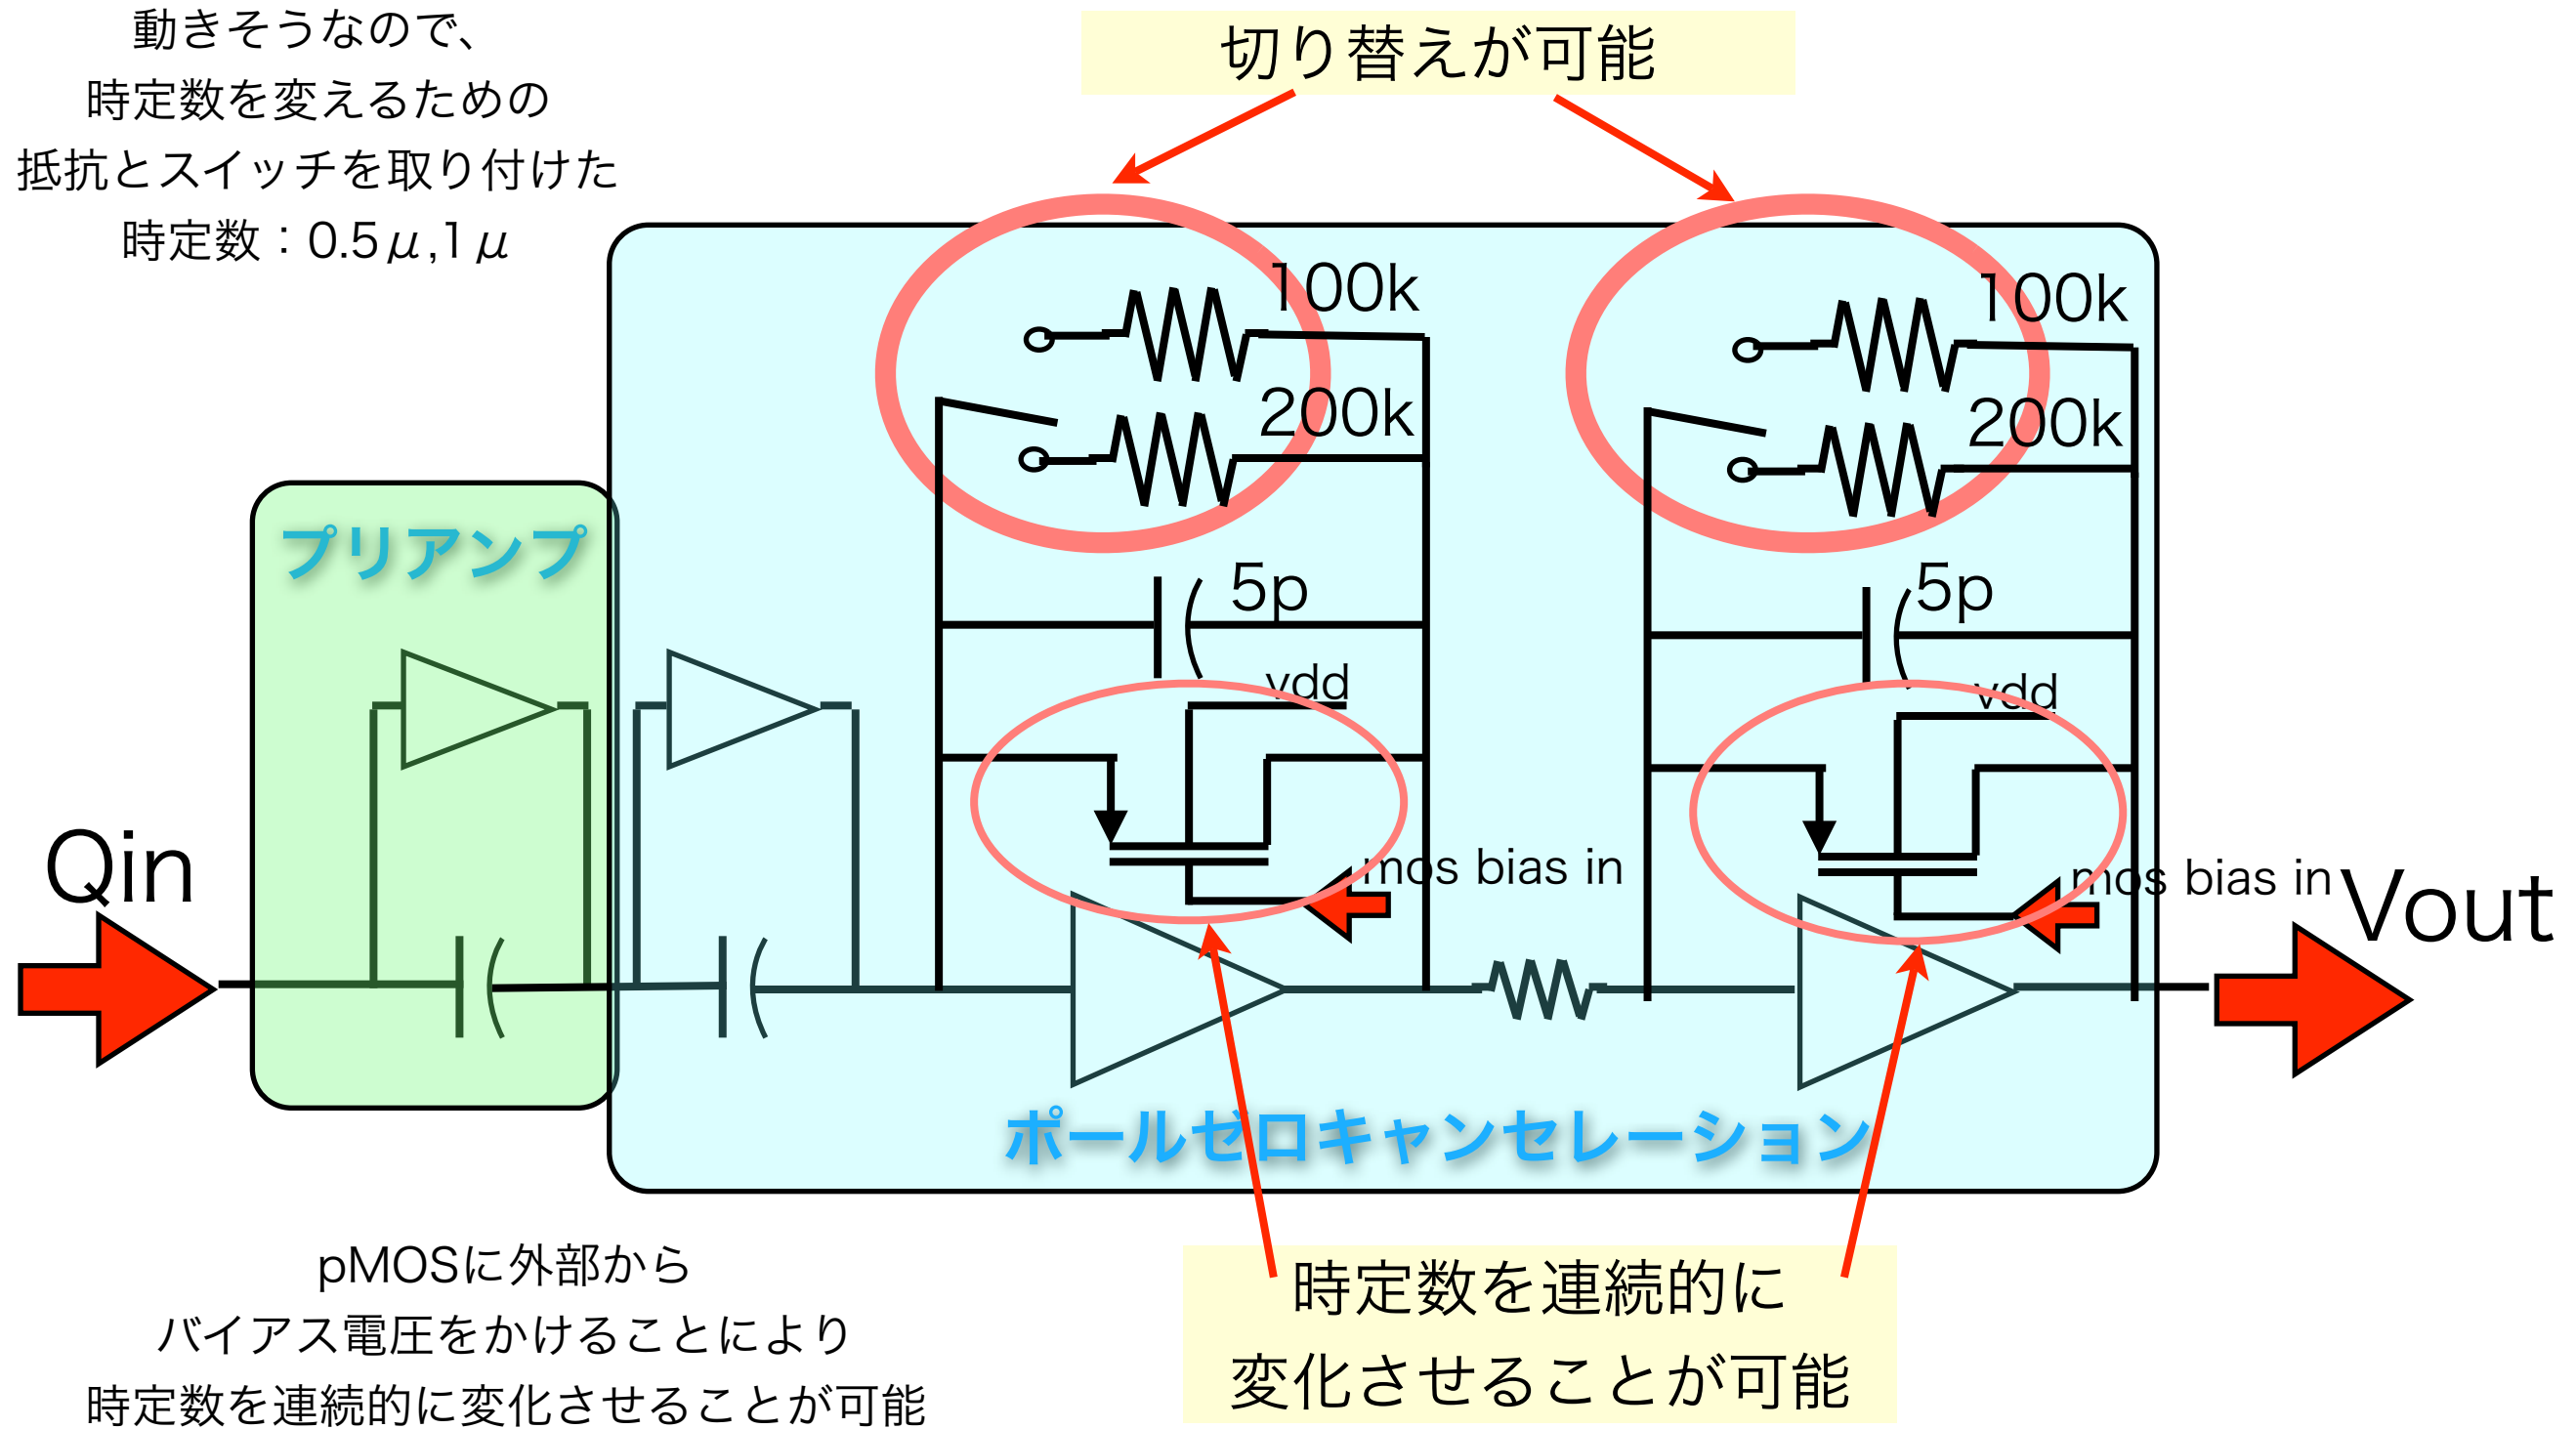 動きそうなので、
時定数を変えるための
抵抗とスイッチを取り付けた
時定数：0.5μ,1μ
切り替えが可能
100k
200k
100k
200k
プリアンプ
5p
5p
vdd
vdd
Qin
mos bias in
mos bias in
Vout
ポールゼロキャンセレーション
pMOSに外部から
バイアス電圧をかけることにより
時定数を連続的に変化させることが可能
時定数を連続的に
変化させることが可能